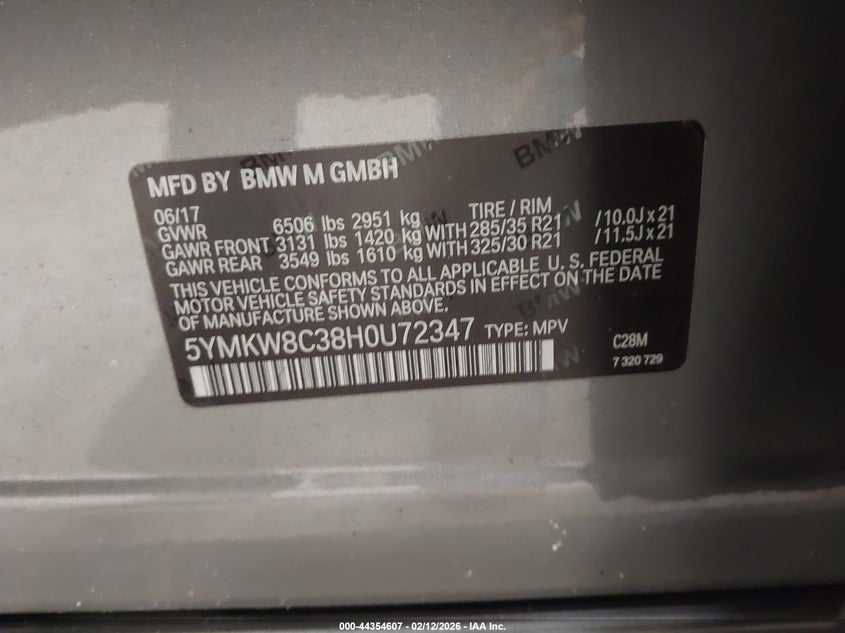 MFD BY BMW M GMBH
06/17
GVWR 6506 lbs 2951 kg TIRE / RIM
GAWR FRONT 3131 lbs 1420 kg WITH 285/35 R21 /10.0J x 21
GAWR REAR 3549 lbs 1610 kg WITH 325/30 R21 /11.5J x 21
THIS VEHICLE CONFORMS TO ALL APPLICABLE U. S. FEDERAL
MOTOR VEHICLE SAFETY STANDARDS IN EFFECT ON THE DATE
OF MANUFACTURE SHOWN ABOVE.
5YMKW8C38H0U72347 TYPE: MPV C28M
7 320 729
000-44354607 - 02/12/2026 - IAA Inc.